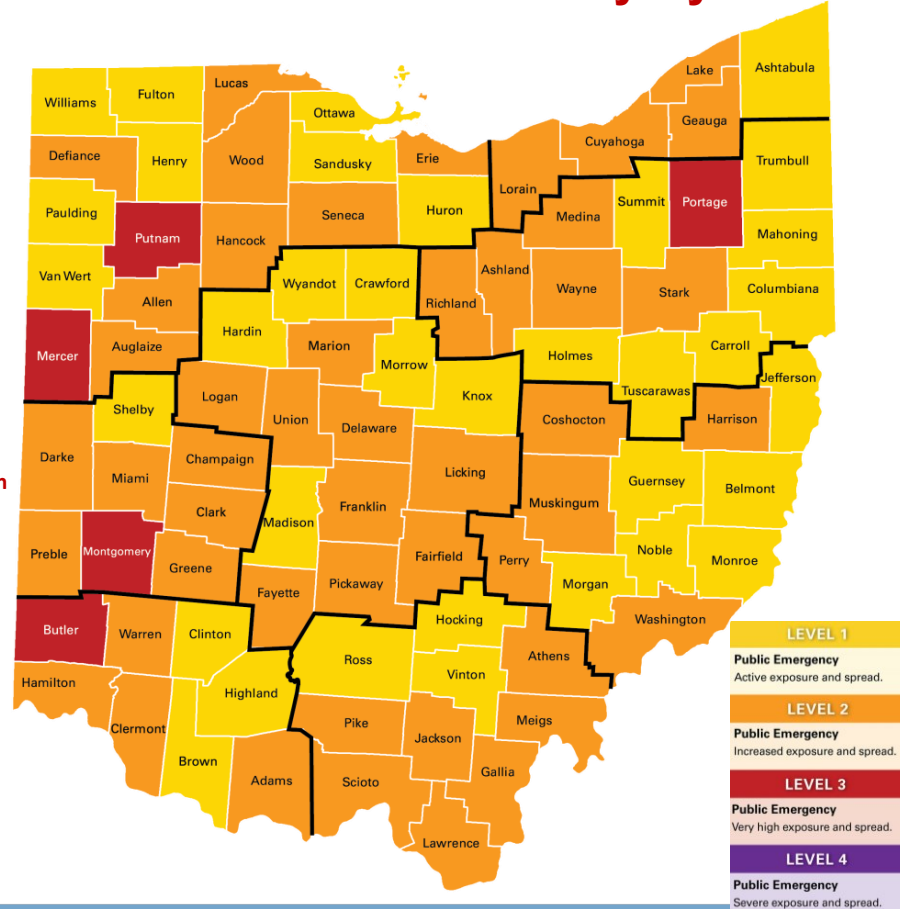 Ashtabula
Lake
Lucas
Fulton
Williams
Geauga
Ottawa
Cuyahoga
Defiance
Henry
Wood
Sandusky
Erie
Trumbull
Lorain
Summit
Portage
Medina
Paulding
Seneca
Huron
Putnam
Hancock
Mahoning
Van Wert
Ashland
Wyandot
Crawford
Wayne
Stark
Columbiana
Allen
Richland
Hardin
Marion
Auglaize
Carroll
Mercer
Holmes
Morrow
Jefferson
Tuscarawas
Logan
Knox
Shelby
Union
Coshocton
Harrison
Delaware
Darke
Champaign
Licking
Miami
Guernsey
Belmont
Muskingum
Franklin
Clark
Madison
Montgomery
Preble
Noble
Fairfield
Perry
Monroe
Greene
Pickaway
Morgan
Fayette
Hocking
Washington
Butler
Warren
Clinton
Athens
Ross
Vinton
Hamilton
Highland
Meigs
Pike
Clermont
Jackson
Brown
Gallia
Adams
Scioto
Lawrence
LEVEL 1
Public Emergency
Active exposure and spread.
LEVEL 2
Public Emergency
Increased exposure and spread.
LEVEL 3
Public Emergency
Very high exposure and spread.
LEVEL 4
Public Emergency
Severe exposure and spread.